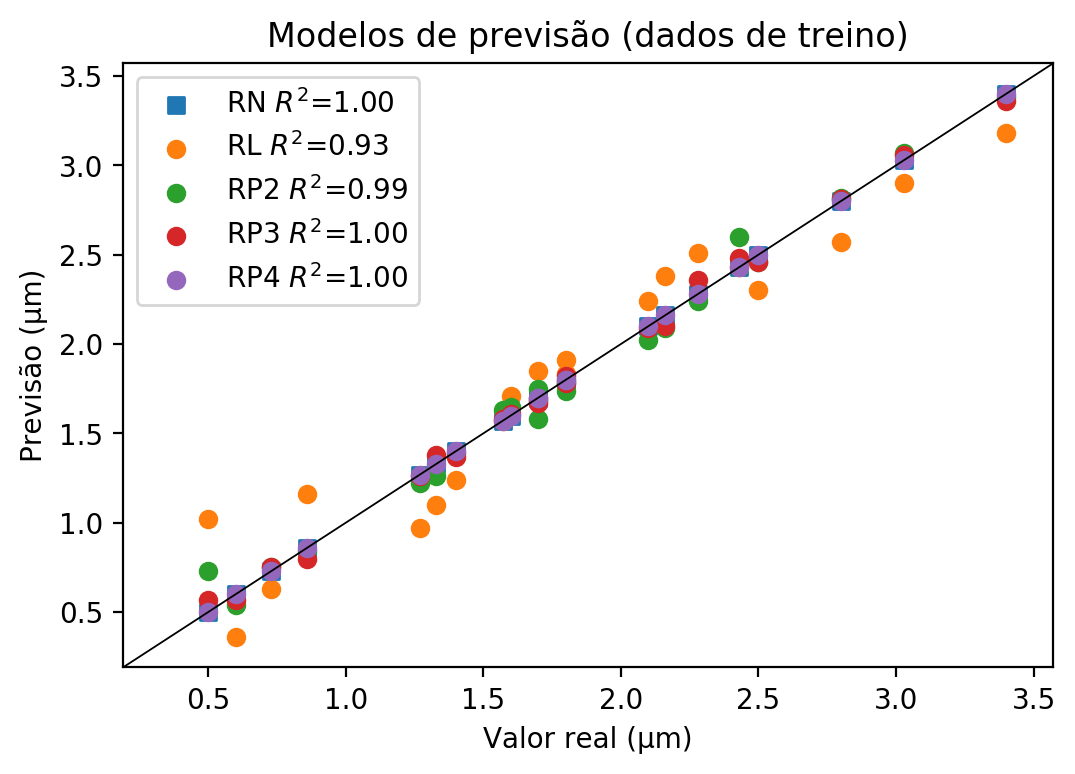 Modelos de previsão (dados de treino)
RN R²=1.00
RL R²=0.93
RP2 R²=0.99
RP3 R²=1.00
RP4 R²=1.00
Previsão (µm)
3.5
3.0
2.5
2.0
1.5
1.0
0.5
0.5 1.0 1.5 2.0 2.5 3.0 3.5
Valor real (µm)